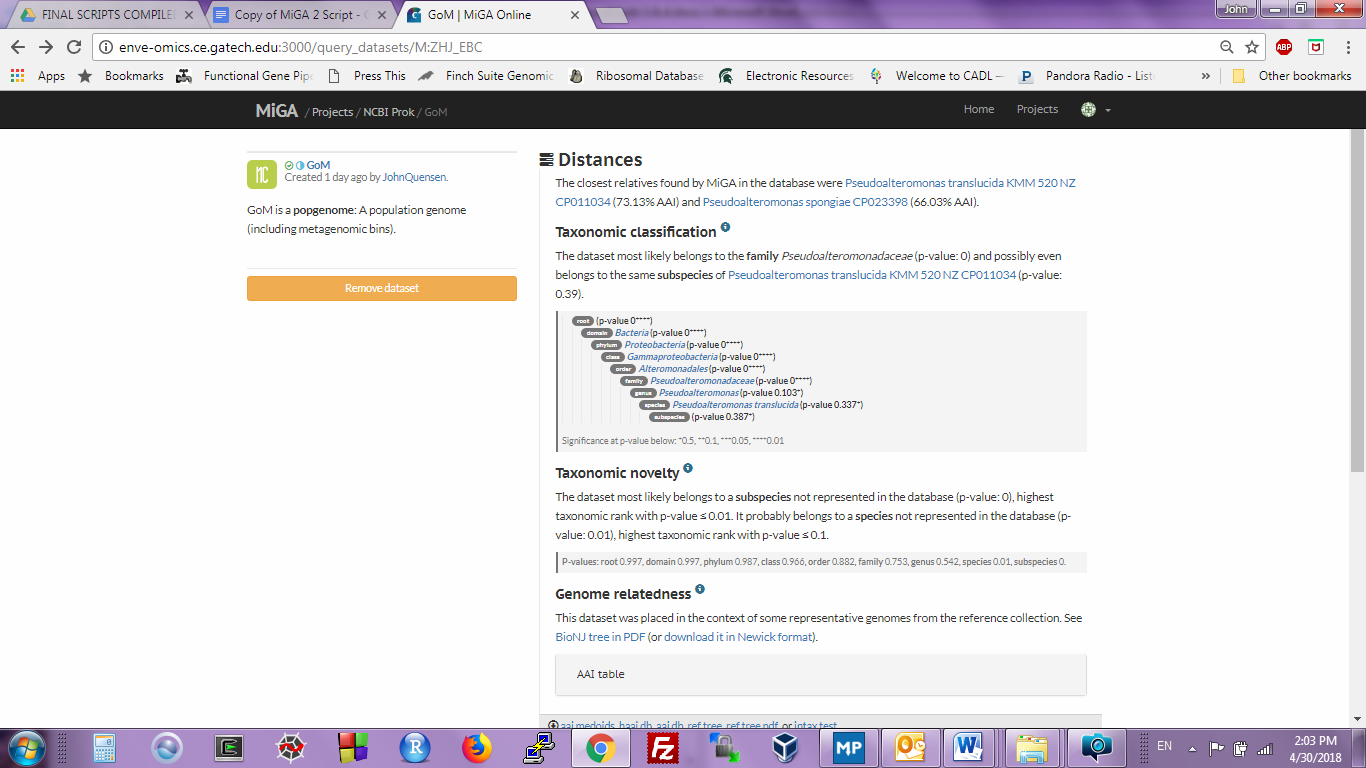 FINAL SCRIPTS COMPILED
Copy of MiGA 2 Script - G
GoM | MiGA Online
John
enve-omics.ce.gatech.edu:3000/query_datasets/M:ZHJ_EBC
ABP
Apps
Bookmarks
Functional Gene Pipe
Press This
Finch Suite Genomic
Ribosomal Database
Electronic Resources
Welcome to CADL –
Pandora Radio - List
»
Other bookmarks
MiGA / Projects / NCBI Prok / GoM
Home
Projects
NC
GoM
Created 1 day ago by JohnQuensen.
GoM is a popgenome: A population genome
(including metagenomic bins).
Remove dataset
Distances
The closest relatives found by MiGA in the database were Pseudoalteromonas translucida KMM 520 NZ
CP011034 (73.13% AAI) and Pseudoalteromonas spongiae CP023398 (66.03% AAI).
Taxonomic classification
The dataset most likely belongs to the family Pseudoalteromonadaceae (p-value: 0) and possibly even
belongs to the same subspecies of Pseudoalteromonas translucida KMM 520 NZ CP011034 (p-value:
0.39).
root (p-value 0****)
domain Bacteria (p-value 0****)
phylum Proteobacteria (p-value 0****)
class Gammaproteobacteria (p-value 0****)
order Alteromonadales (p-value 0****)
family Pseudoalteromonadaceae (p-value 0****)
genus Pseudoalteromonas (p-value 0.103*)
species Pseudoalteromonas translucida (p-value 0.337*)
subspecies (p-value 0.387*)
Significance at p-value below: *0.5, **0.1, ***0.05, ****0.01
Taxonomic novelty
The dataset most likely belongs to a subspecies not represented in the database (p-value: 0), highest
taxonomic rank with p-value ≤ 0.01. It probably belongs to a species not represented in the database (p-
value: 0.01), highest taxonomic rank with p-value ≤ 0.1.
P-values: root 0.997, domain 0.997, phylum 0.987, class 0.966, order 0.882, family 0.753, genus 0.542, species 0.01, subspecies 0.
Genome relatedness
This dataset was placed in the context of some representative genomes from the reference collection. See
BioNJ tree in PDF (or download it in Newick format).
AAI table
aai medoids, haai db, aai db, ref tree, ref tree pdf, or intax test
R
FZ
MP
W
EN
2:03 PM
4/30/2018